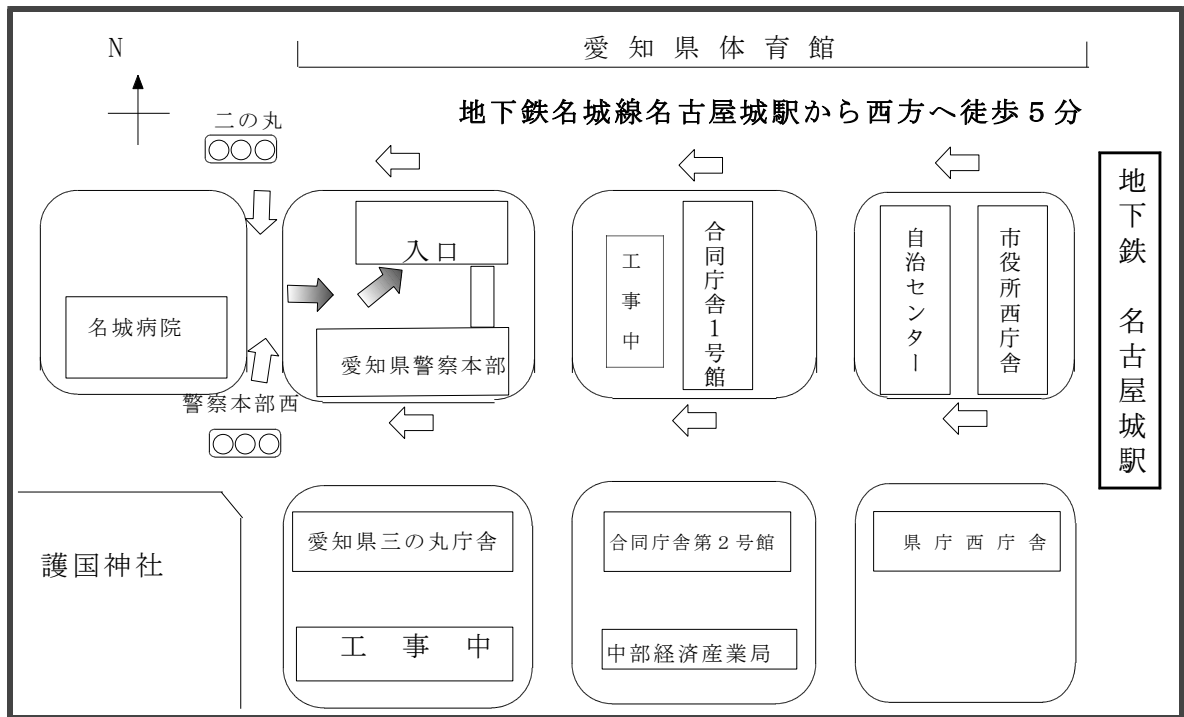 N
愛知県体育館
地下鉄名城線名古屋城駅から西方へ徒歩５分
二の丸
地下鉄 名古屋城駅
入口
工事中
合同庁舎１号館
自治センター
市役所西庁舎
名城病院
愛知県警察本部
警察本部西
護国神社
愛知県三の丸庁舎
合同庁舎第２号館
県庁西庁舎
工事中
中部経済産業局